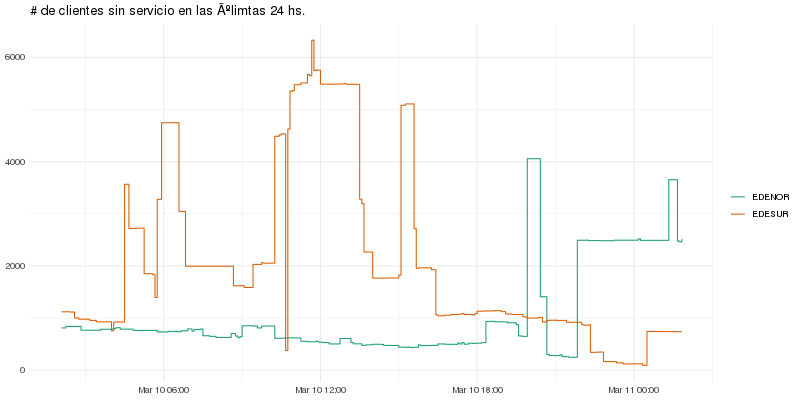 # de clientes sin servicio en las Ãºlimtas 24 hs.
6000
4000
2000
0
Mar 10 06:00
Mar 10 12:00
Mar 10 18:00
Mar 11 00:00
EDENOR
EDESUR